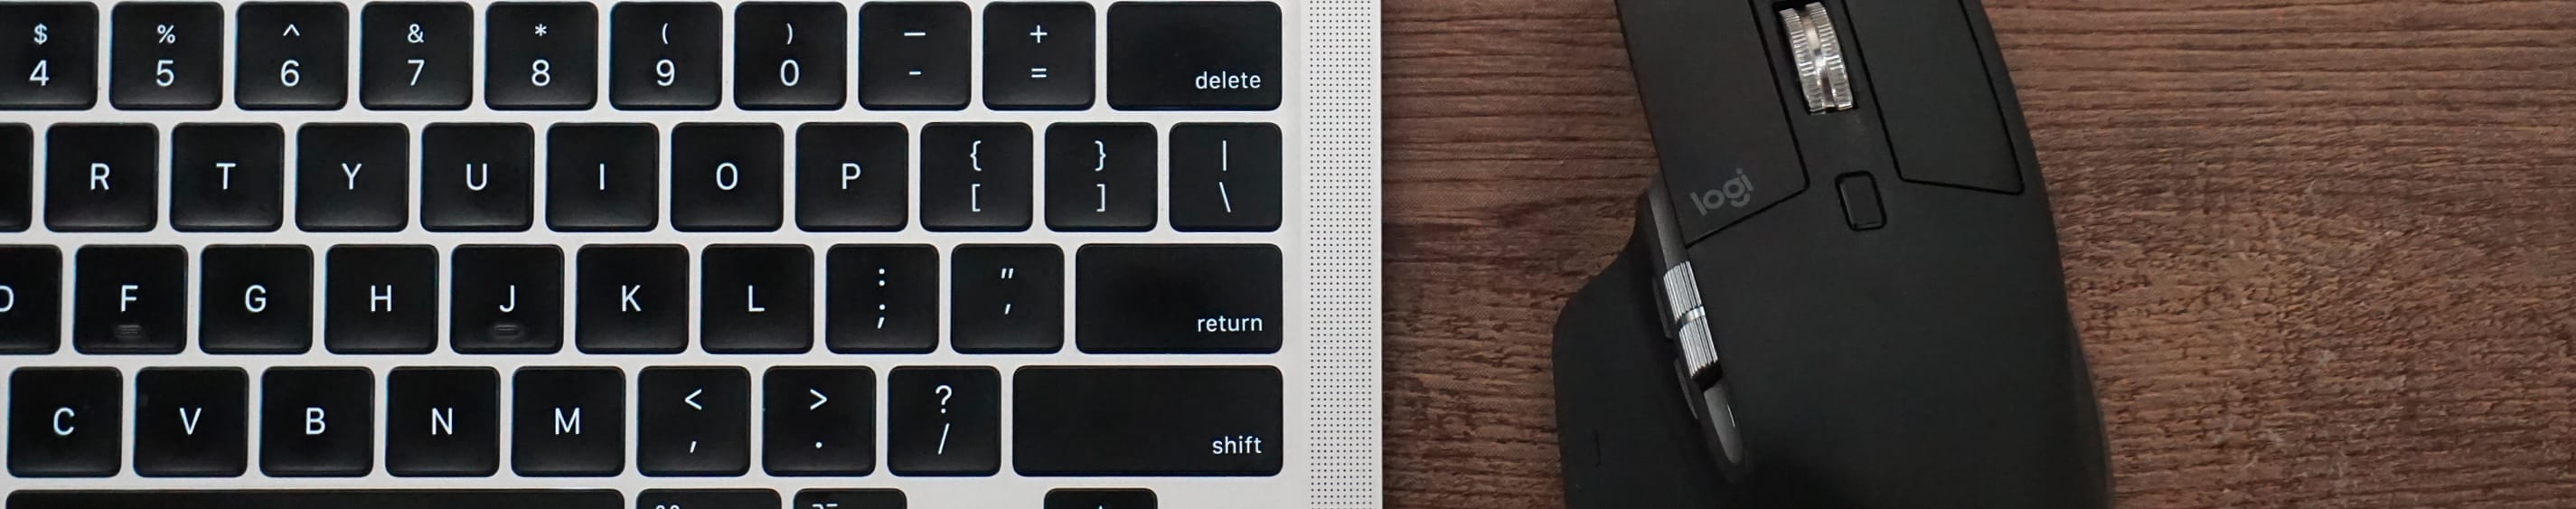 $ % ^ & * ( ) — +
4 5 6 7 8 9 0 - = delete
R T Y U I O P { } |
[ ] \
logi
D F G H J K L : "
; ' return
C V B N M < > ?
, . / shift